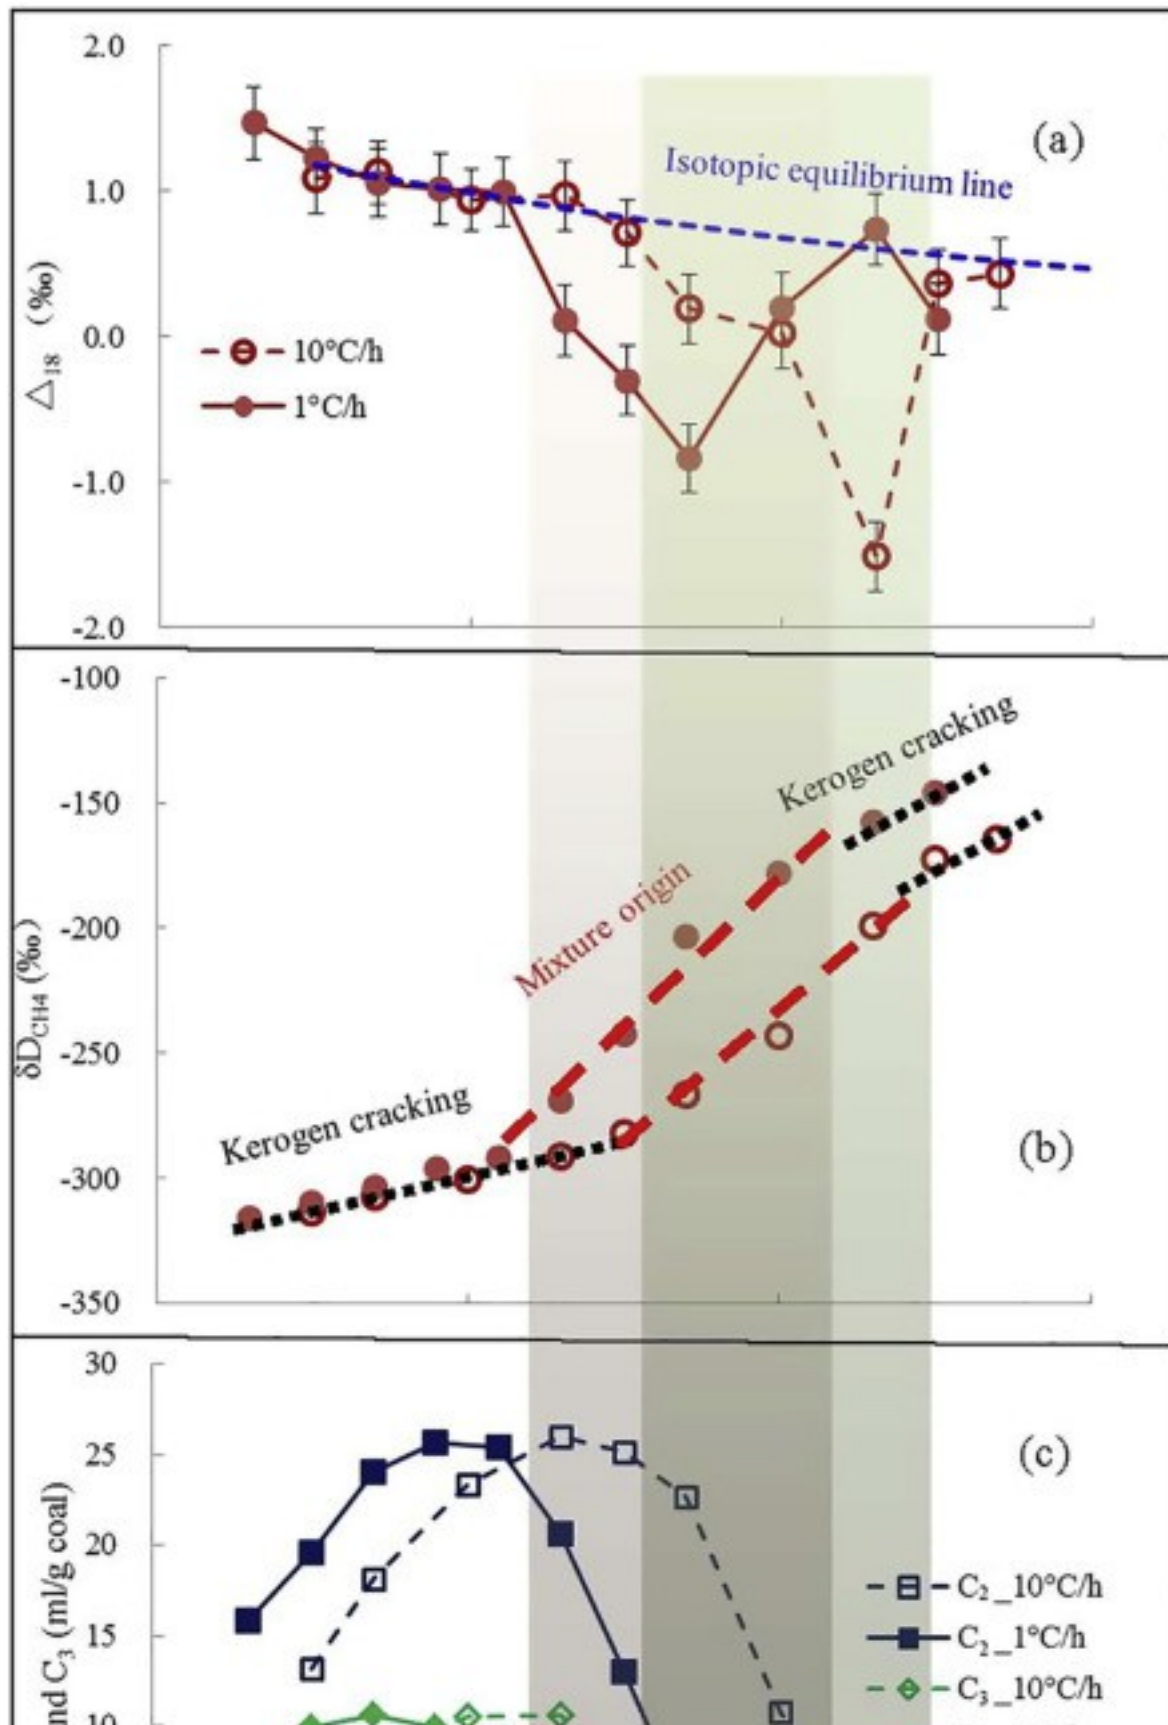 2.0
(a)
Isotopic equilibrium line
1.0
△18 (‰)
0.0
10°C/h
1°C/h
-1.0
-2.0
-100
Kerogen cracking
-150
Mixture origin
-200
δD_CH4 (‰)
-250
Kerogen cracking
(b)
-300
-350
30
(c)
25
nd C3 (ml/g coal)
20
C2_10°C/h
15
C2_1°C/h
C3_10°C/h
10